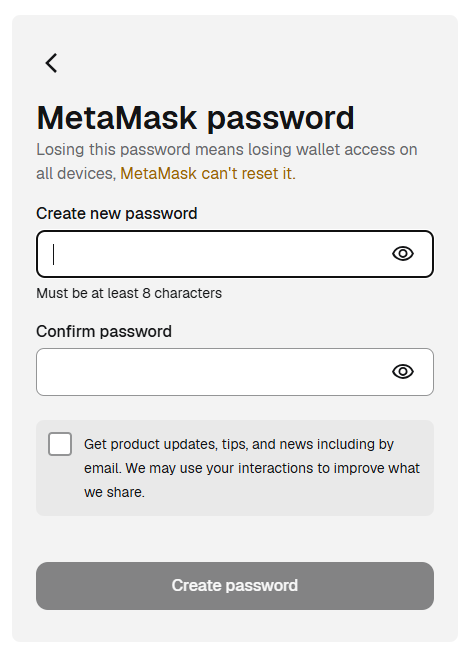 MetaMask password
Losing this password means losing wallet access on
all devices, MetaMask can't reset it.
Create new password
Must be at least 8 characters
Confirm password
Get product updates, tips, and news including by
email. We may use your interactions to improve what
we share.
Create password